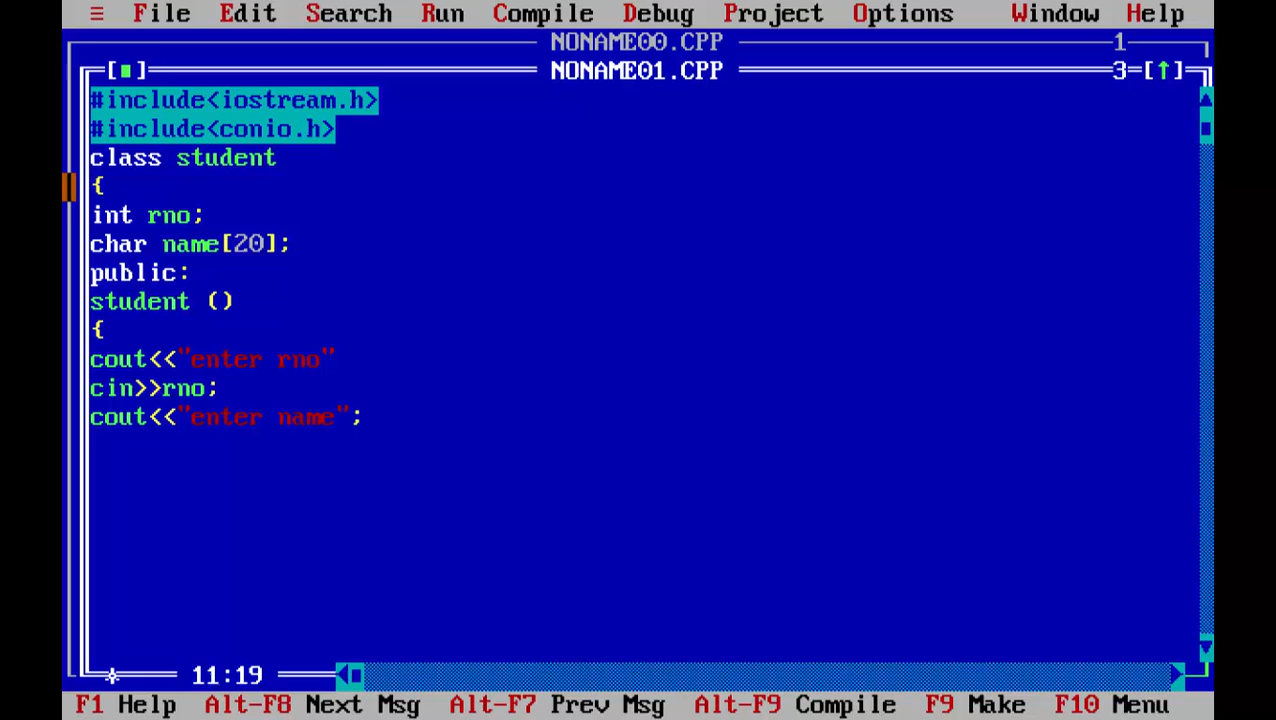 ≡ File Edit Search Run Compile Debug Project Options Window Help
NONAME00.CPP 1
[■] NONAME01.CPP 3=[↑]
#include<iostream.h>
#include<conio.h>
class student
{
int rno;
char name[20];
public:
student ()
{
cout<<"enter rno"
cin>>rno;
cout<<"enter name";
11:19
F1 Help Alt-F8 Next Msg Alt-F7 Prev Msg Alt-F9 Compile F9 Make F10 Menu